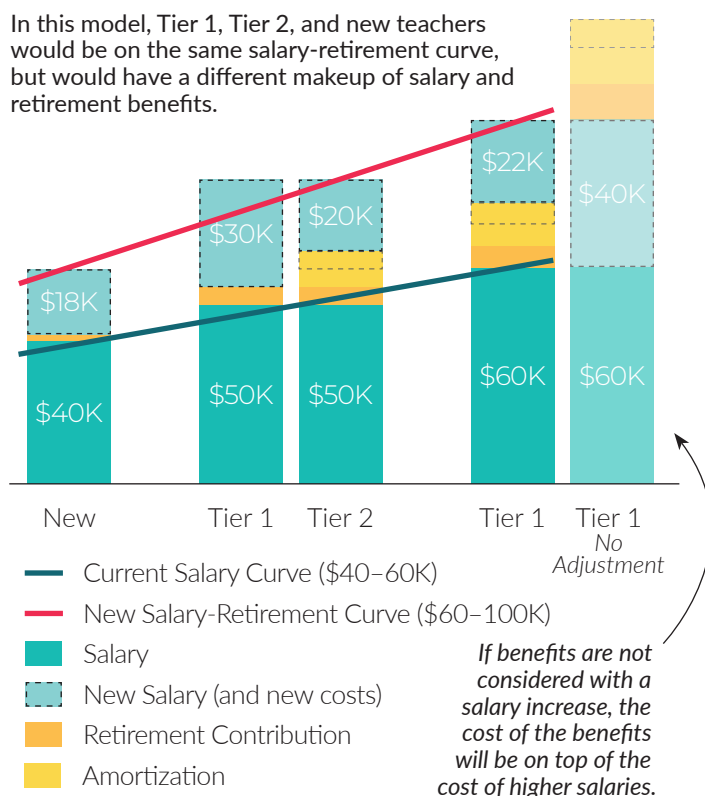 In this model, Tier 1, Tier 2, and new teachers
would be on the same salary-retirement curve,
but would have a different makeup of salary and
retirement benefits.
$18K
$40K
$30K
$50K
$20K
$50K
$22K
$60K
$40K
$60K
New
Tier 1
Tier 2
Tier 1
Tier 1
No
Adjustment
Current Salary Curve ($40–60K)
New Salary-Retirement Curve ($60–100K)
Salary
New Salary (and new costs)
Retirement Contribution
Amortization
If benefits are not
considered with a
salary increase, the
cost of the benefits
will be on top of the
cost of higher salaries.